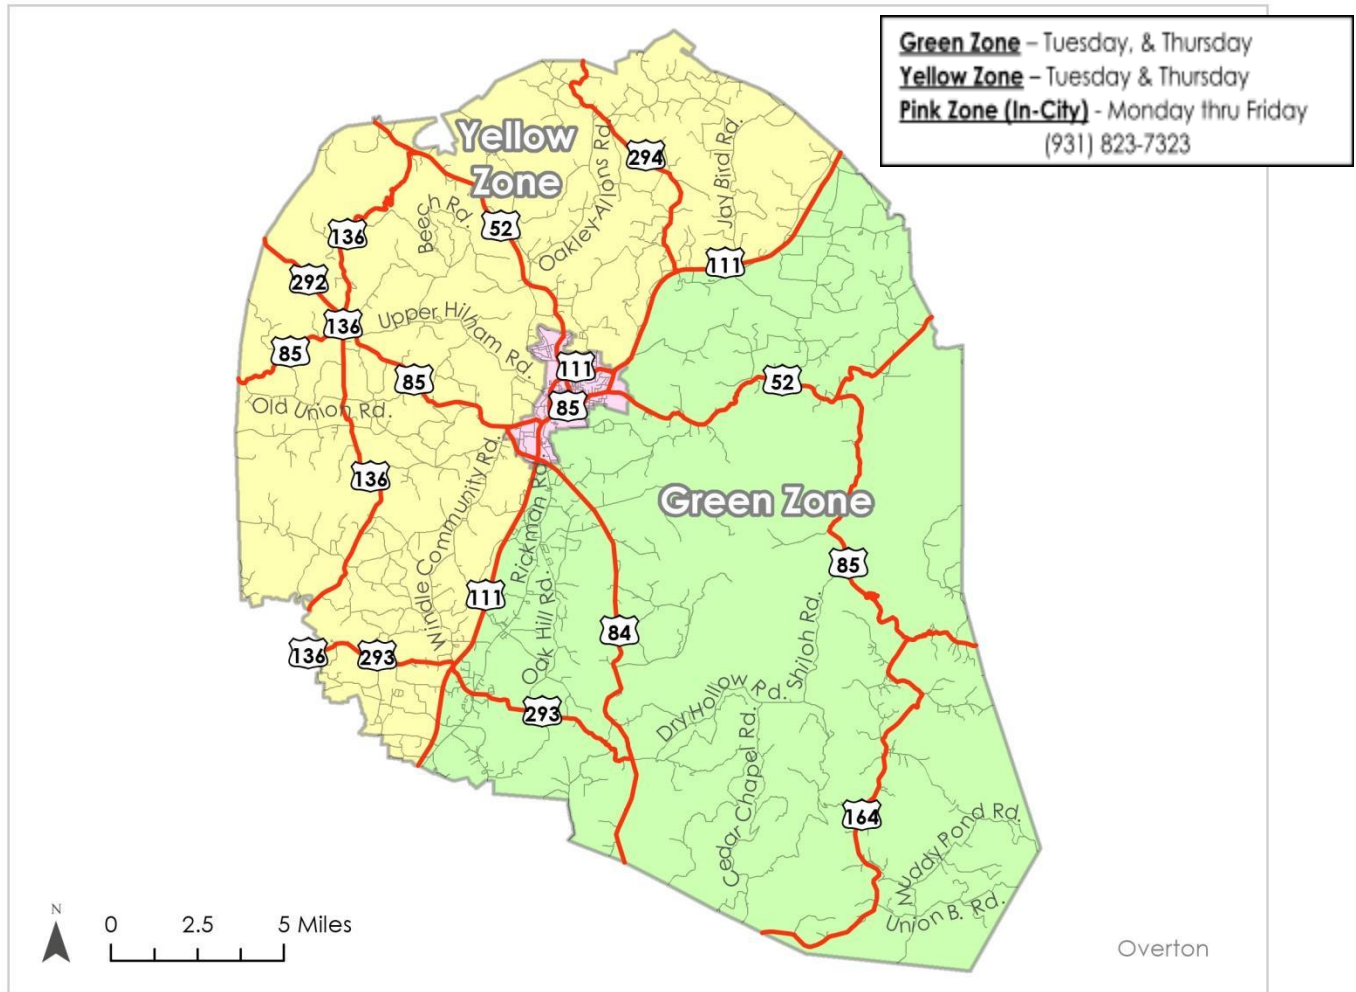 Green Zone – Tuesday, & Thursday
Yellow Zone – Tuesday & Thursday
Pink Zone (In-City) - Monday thru Friday
(931) 823-7323
Yellow
Zone
294
Jay Bird Rd.
Oakley-Allons Rd.
Beech Rd.
52
136
111
292
136
Upper Hilham Rd.
85
85
111
52
85
Old Union Rd.
136
Windle Community Rd.
Rickman Rd.
Green Zone
85
111
Oak Hill Rd.
84
Shiloh Rd.
136
293
293
Dry Hollow Rd.
Cedar Chapel Rd.
164
Muddy Pond Rd.
Union B. Rd.
N
0 2.5 5 Miles
Overton